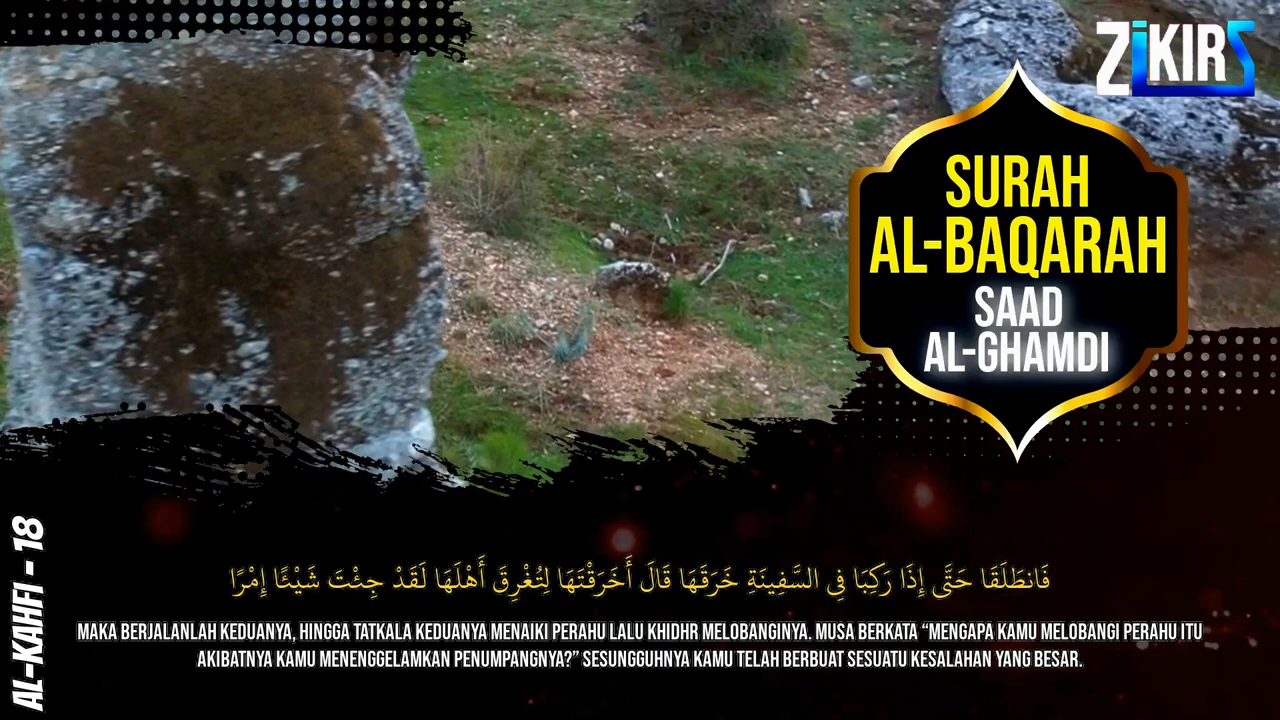 ZIKIRS
SURAH
AL-BAQARAH
SAAD
AL-GHAMDI
AL-KAHFI - 18
فَانطَلَقَا حَتَّى إِذَا رَكِبَا فِي السَّفِينَةِ خَرَقَهَا قَالَ أَخَرَقْتَهَا لِتُغْرِقَ أَهْلَهَا لَقَدْ جِئْتَ شَيْئًا إِمْرًا
MAKA BERJALANLAH KEDUANYA, HINGGA TATKALA KEDUANYA MENAIKI PERAHU LALU KHIDHR MELOBANGINYA. MUSA BERKATA “MENGAPA KAMU MELOBANGI PERAHU ITU
AKIBATNYA KAMU MENENGGELAMKAN PENUMPANGNYA?” SESUNGGUHNYA KAMU TELAH BERBUAT SESUATU KESALAHAN YANG BESAR.